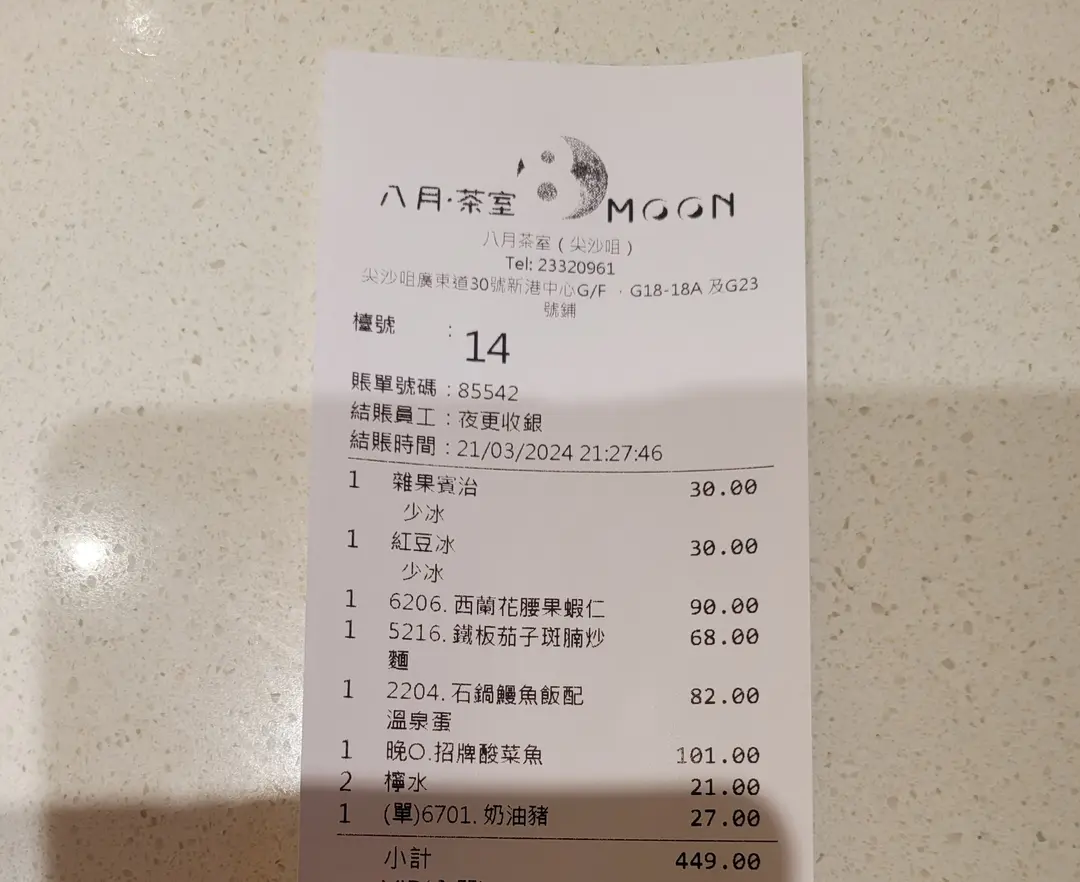 八月·茶室 8 MOON
八月茶室（尖沙咀）
Tel: 23320961
尖沙咀廣東道30號新港中心G/F ，G18-18A 及G23
號鋪
檯號 : 14
賬單號碼 : 85542
結賬員工 : 夜更收銀
結賬時間 : 21/03/2024 21:27:46
1 雜果賓治 30.00
少冰
1 紅豆冰 30.00
少冰
1 6206. 西蘭花腰果蝦仁 90.00
1 5216. 鐵板茄子斑腩炒 68.00
麵
1 2204. 石鍋鰻魚飯配 82.00
溫泉蛋
1 晚O.招牌酸菜魚 101.00
2 檸水 21.00
1 (單)6701. 奶油豬 27.00
小計 449.00